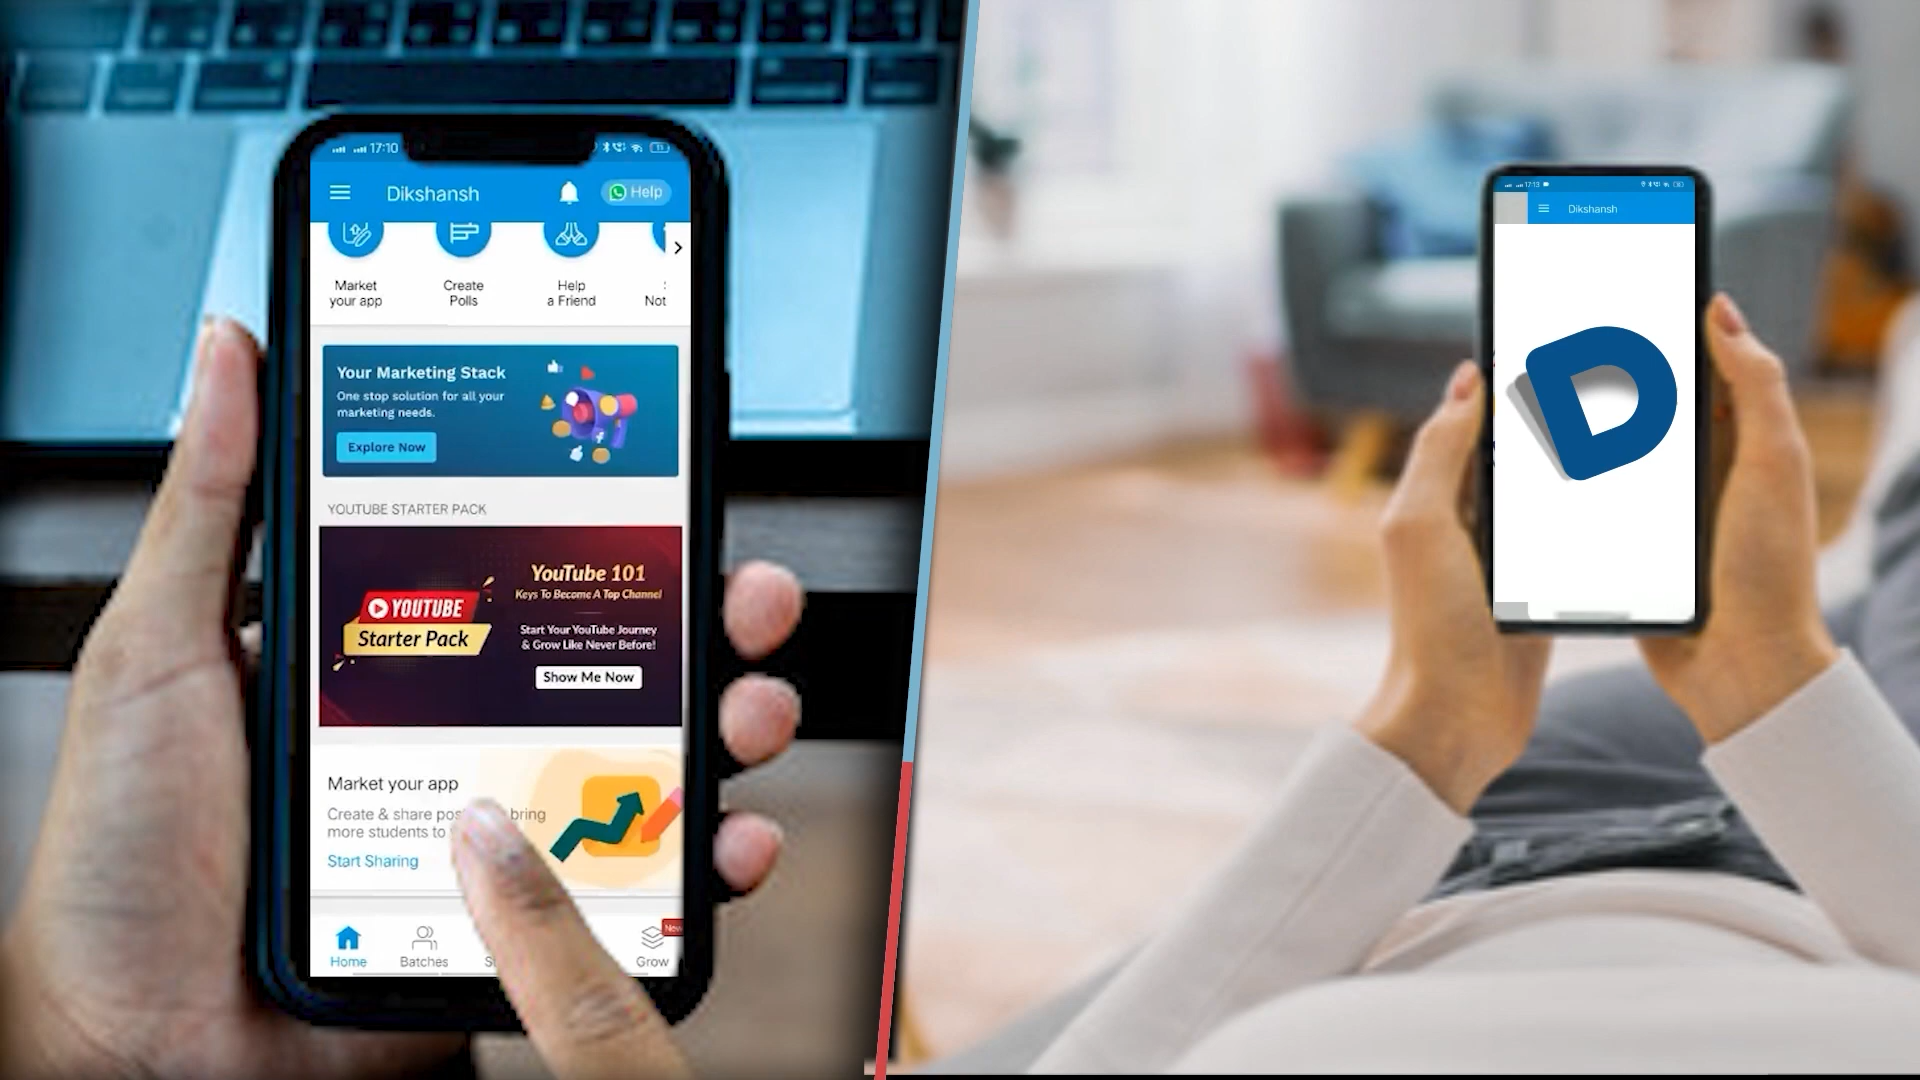 17:10
Dikshansh
Help
Market
your app
Create
Polls
Help
a Friend
Not
Your Marketing Stack
One stop solution for all your
marketing needs.
Explore Now
YOUTUBE STARTER PACK
YOUTUBE
Starter Pack
YouTube 101
Keys To Become A Top Channel
Start Your YouTube Journey
& Grow Like Never Before!
Show Me Now
Market your app
Create & share pos bring
more students to
Start Sharing
Home
Batches
New
Grow
17:13
Dikshansh
D